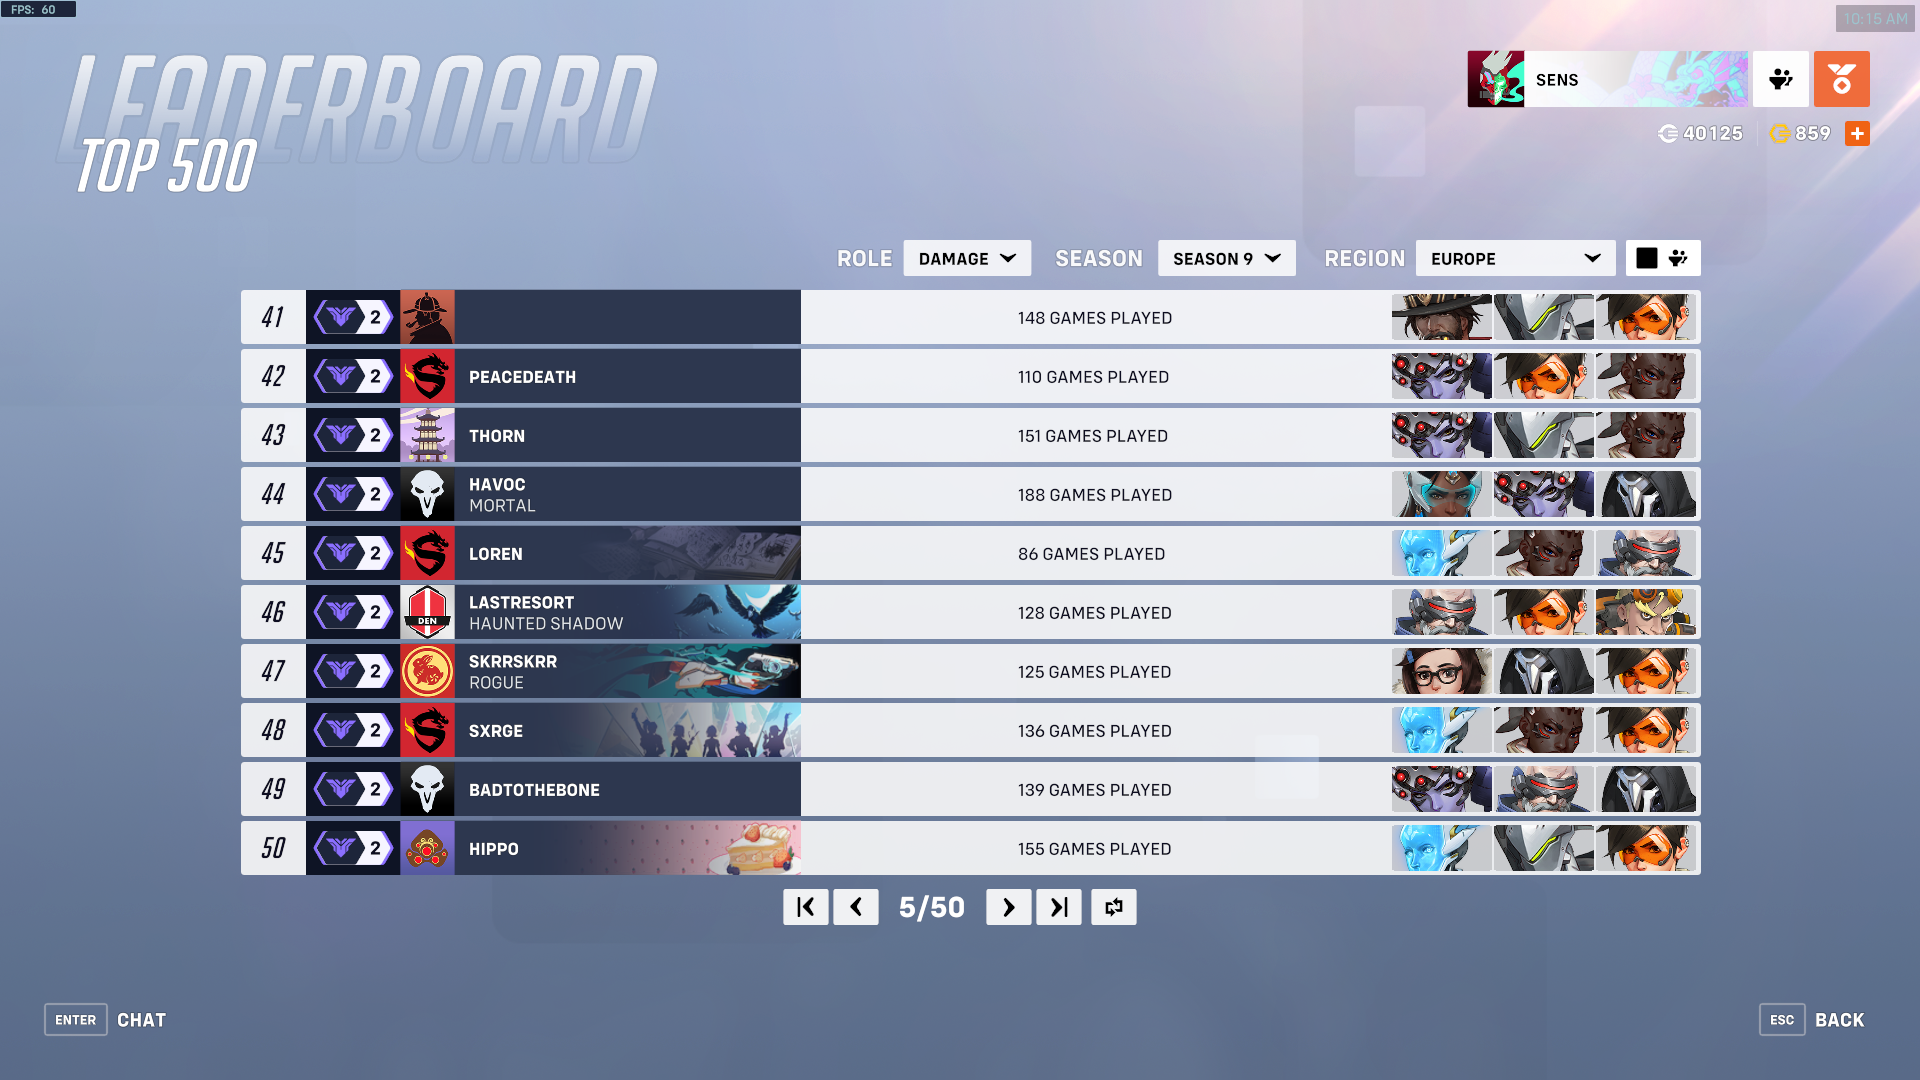 FPS: 60
10:15 AM
LEADERBOARD
TOP 500
SENS
40125
859
ROLE DAMAGE SEASON SEASON 9 REGION EUROPE
41 2 148 GAMES PLAYED
42 2 PEACEDEATH 110 GAMES PLAYED
43 2 THORN 151 GAMES PLAYED
44 2 HAVOC 188 GAMES PLAYED
MORTAL
45 2 LOREN 86 GAMES PLAYED
46 2 DEN LASTRESORT 128 GAMES PLAYED
HAUNTED SHADOW
47 2 SKRRSKRR 125 GAMES PLAYED
ROGUE
48 2 SXRGE 136 GAMES PLAYED
49 2 BADTOTHEBONE 139 GAMES PLAYED
50 2 HIPPO 155 GAMES PLAYED
5/50
ENTER CHAT
ESC BACK